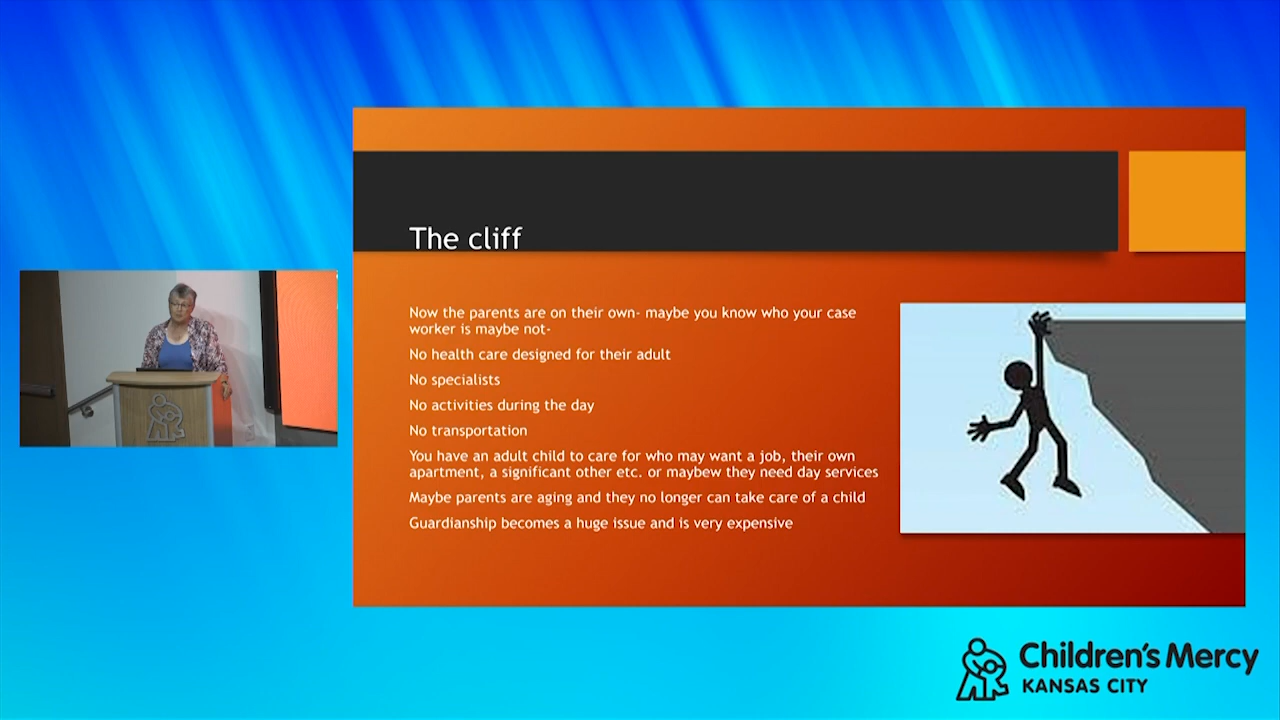 The cliff
Now the parents are on their own- maybe you know who your case
worker is maybe not-
No health care designed for their adult
No specialists
No activities during the day
No transportation
You have an adult child to care for who may want a job, their own
apartment, a significant other etc. or maybew they need day services
Maybe parents are aging and they no longer can take care of a child
Guardianship becomes a huge issue and is very expensive
Children's Mercy
KANSAS CITY